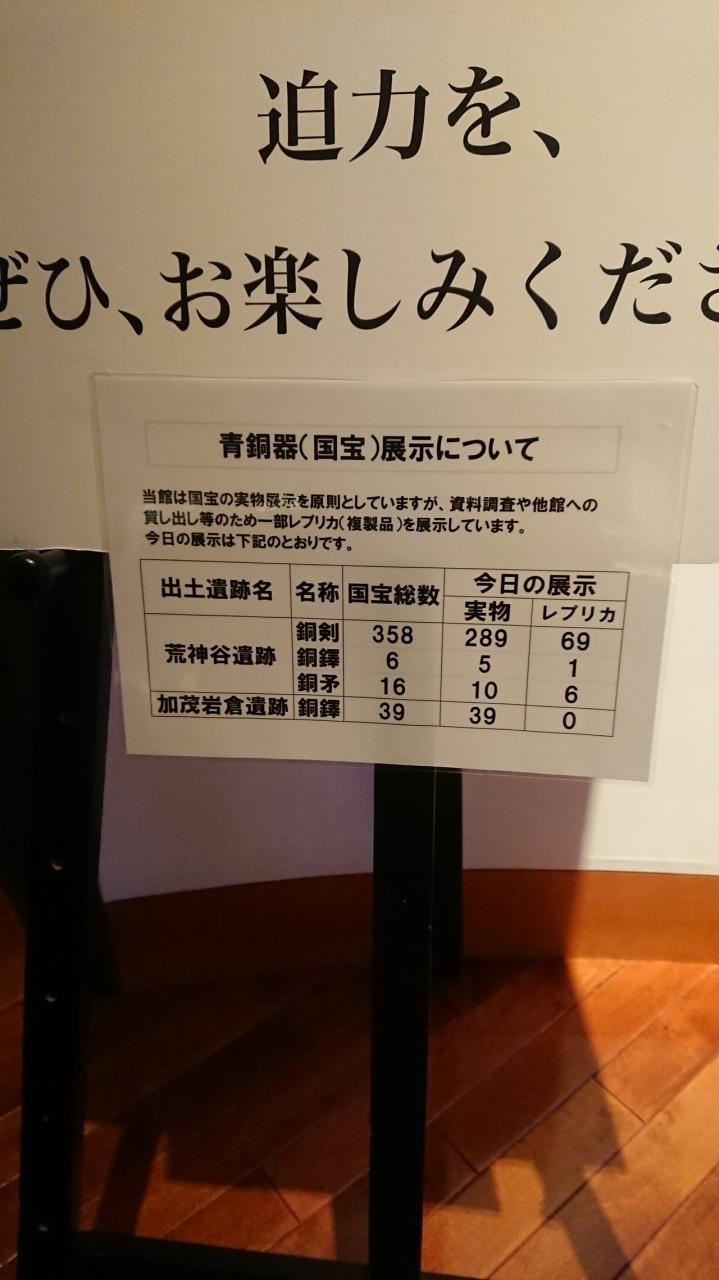 迫力を、
ぜひ、お楽しみくださ
青銅器(国宝)展示について
当館は国宝の実物展示を原則としていますが、資料調査や他館への
貸し出し等のため一部レプリカ(複製品)を展示しています。
今日の展示は下記のとおりです。
出土遺跡名 名称 国宝総数 今日の展示
実物 レプリカ
荒神谷遺跡 銅剣 358 289 69
銅鐸 6 5 1
銅矛 16 10 6
加茂岩倉遺跡 銅鐸 39 39 0